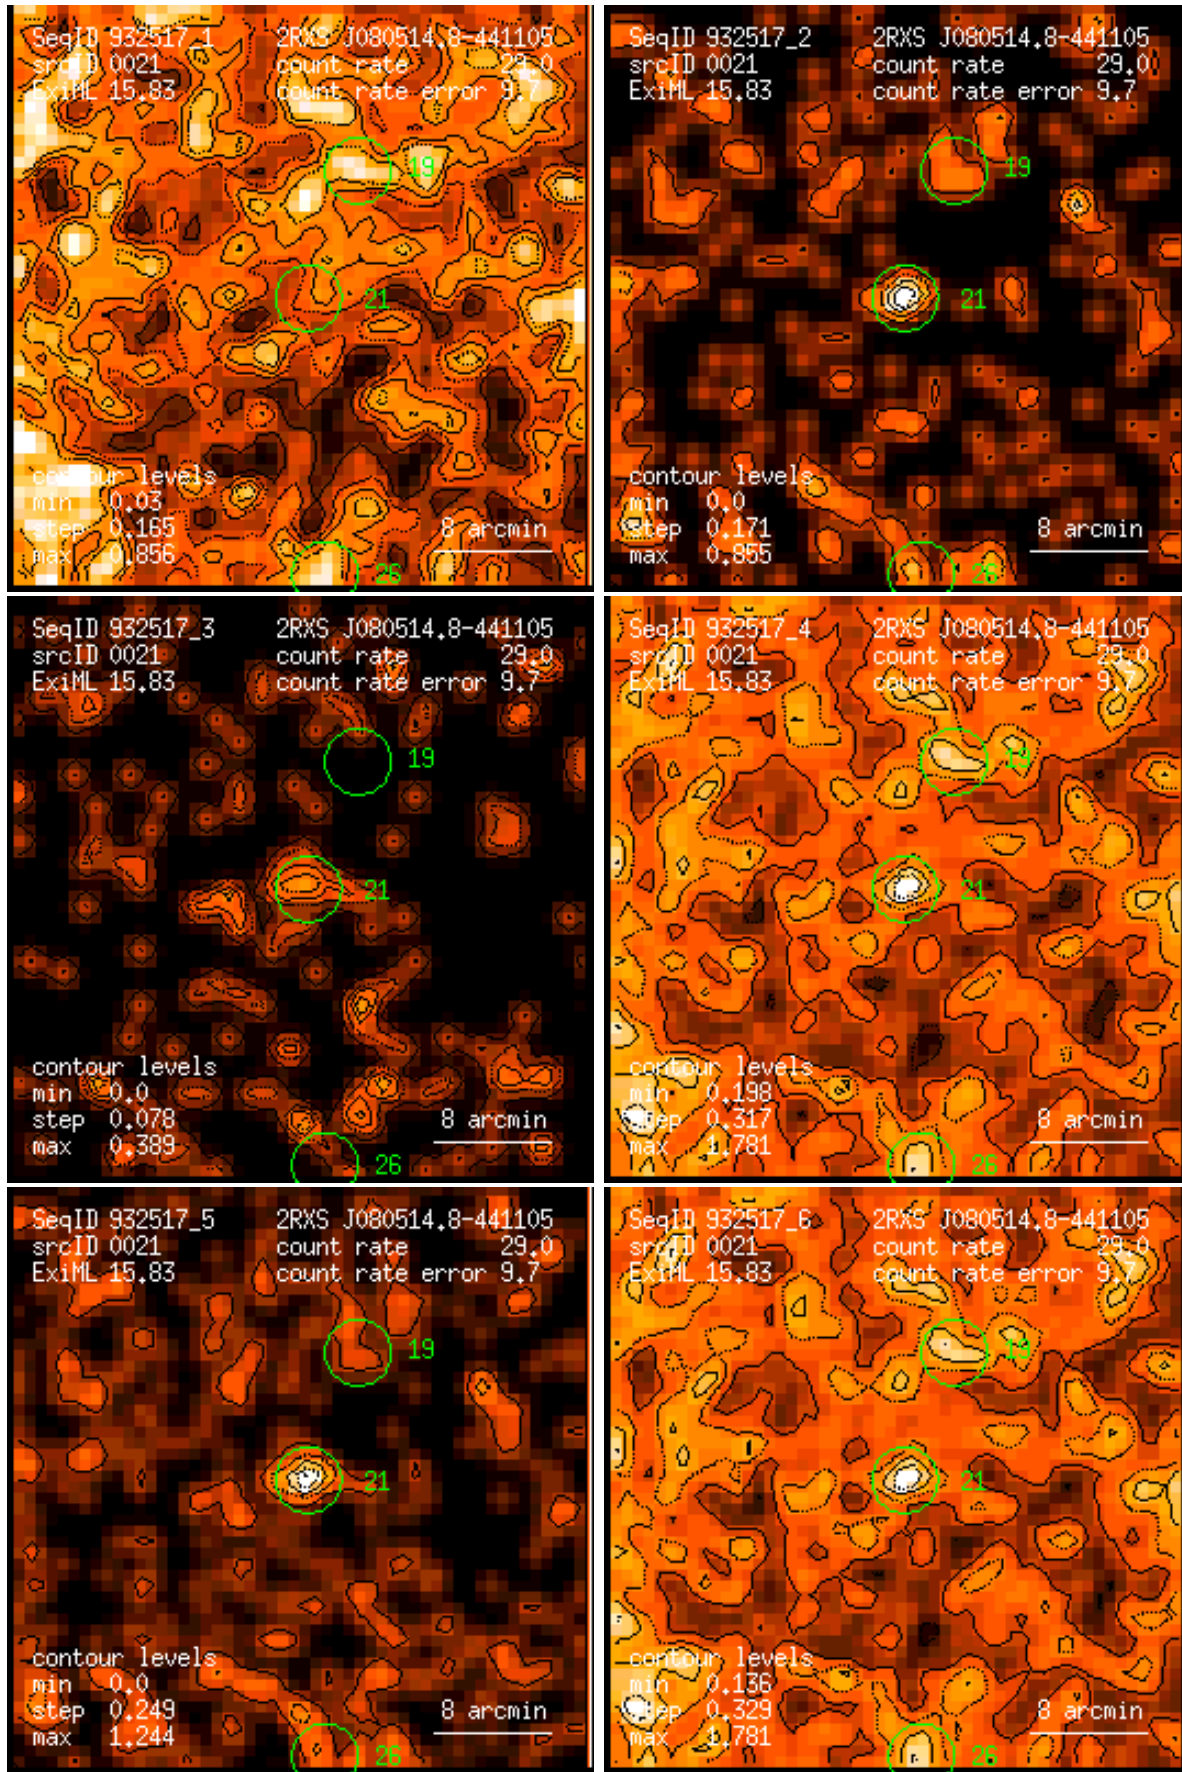 SeqID 932517_1 2RXS J080514.8-441105
srcID 0021 count rate 29.0
ExiML 15.83 count rate error 9.7
19
21
contour levels
min 0.03
step 0.165 8 arcmin
max 0.856
26
SeqID 932517_2 2RXS J080514.8-441105
srcID 0021 count rate 29.0
ExiML 15.83 count rate error 9.7
19
21
contour levels
min 0.0
step 0.171 8 arcmin
max 0.855
26
SeqID 932517_3 2RXS J080514.8-441105
srcID 0021 count rate 29.0
ExiML 15.83 count rate error 9.7
19
21
contour levels
min 0.0
step 0.078 8 arcmin
max 0.389
26
SeqID 932517_4 2RXS J080514.8-441105
srcID 0021 count rate 29.0
ExiML 15.83 count rate error 9.7
19
21
contour levels
min 0.198
step 0.317 8 arcmin
max 1.781
26
SeqID 932517_5 2RXS J080514.8-441105
srcID 0021 count rate 29.0
ExiML 15.83 count rate error 9.7
19
21
contour levels
min 0.0
step 0.249 8 arcmin
max 1.244
26
SeqID 932517_6 2RXS J080514.8-441105
srcID 0021 count rate 29.0
ExiML 15.83 count rate error 9.7
19
21
contour levels
min 0.136
step 0.329 8 arcmin
max 1.781
26